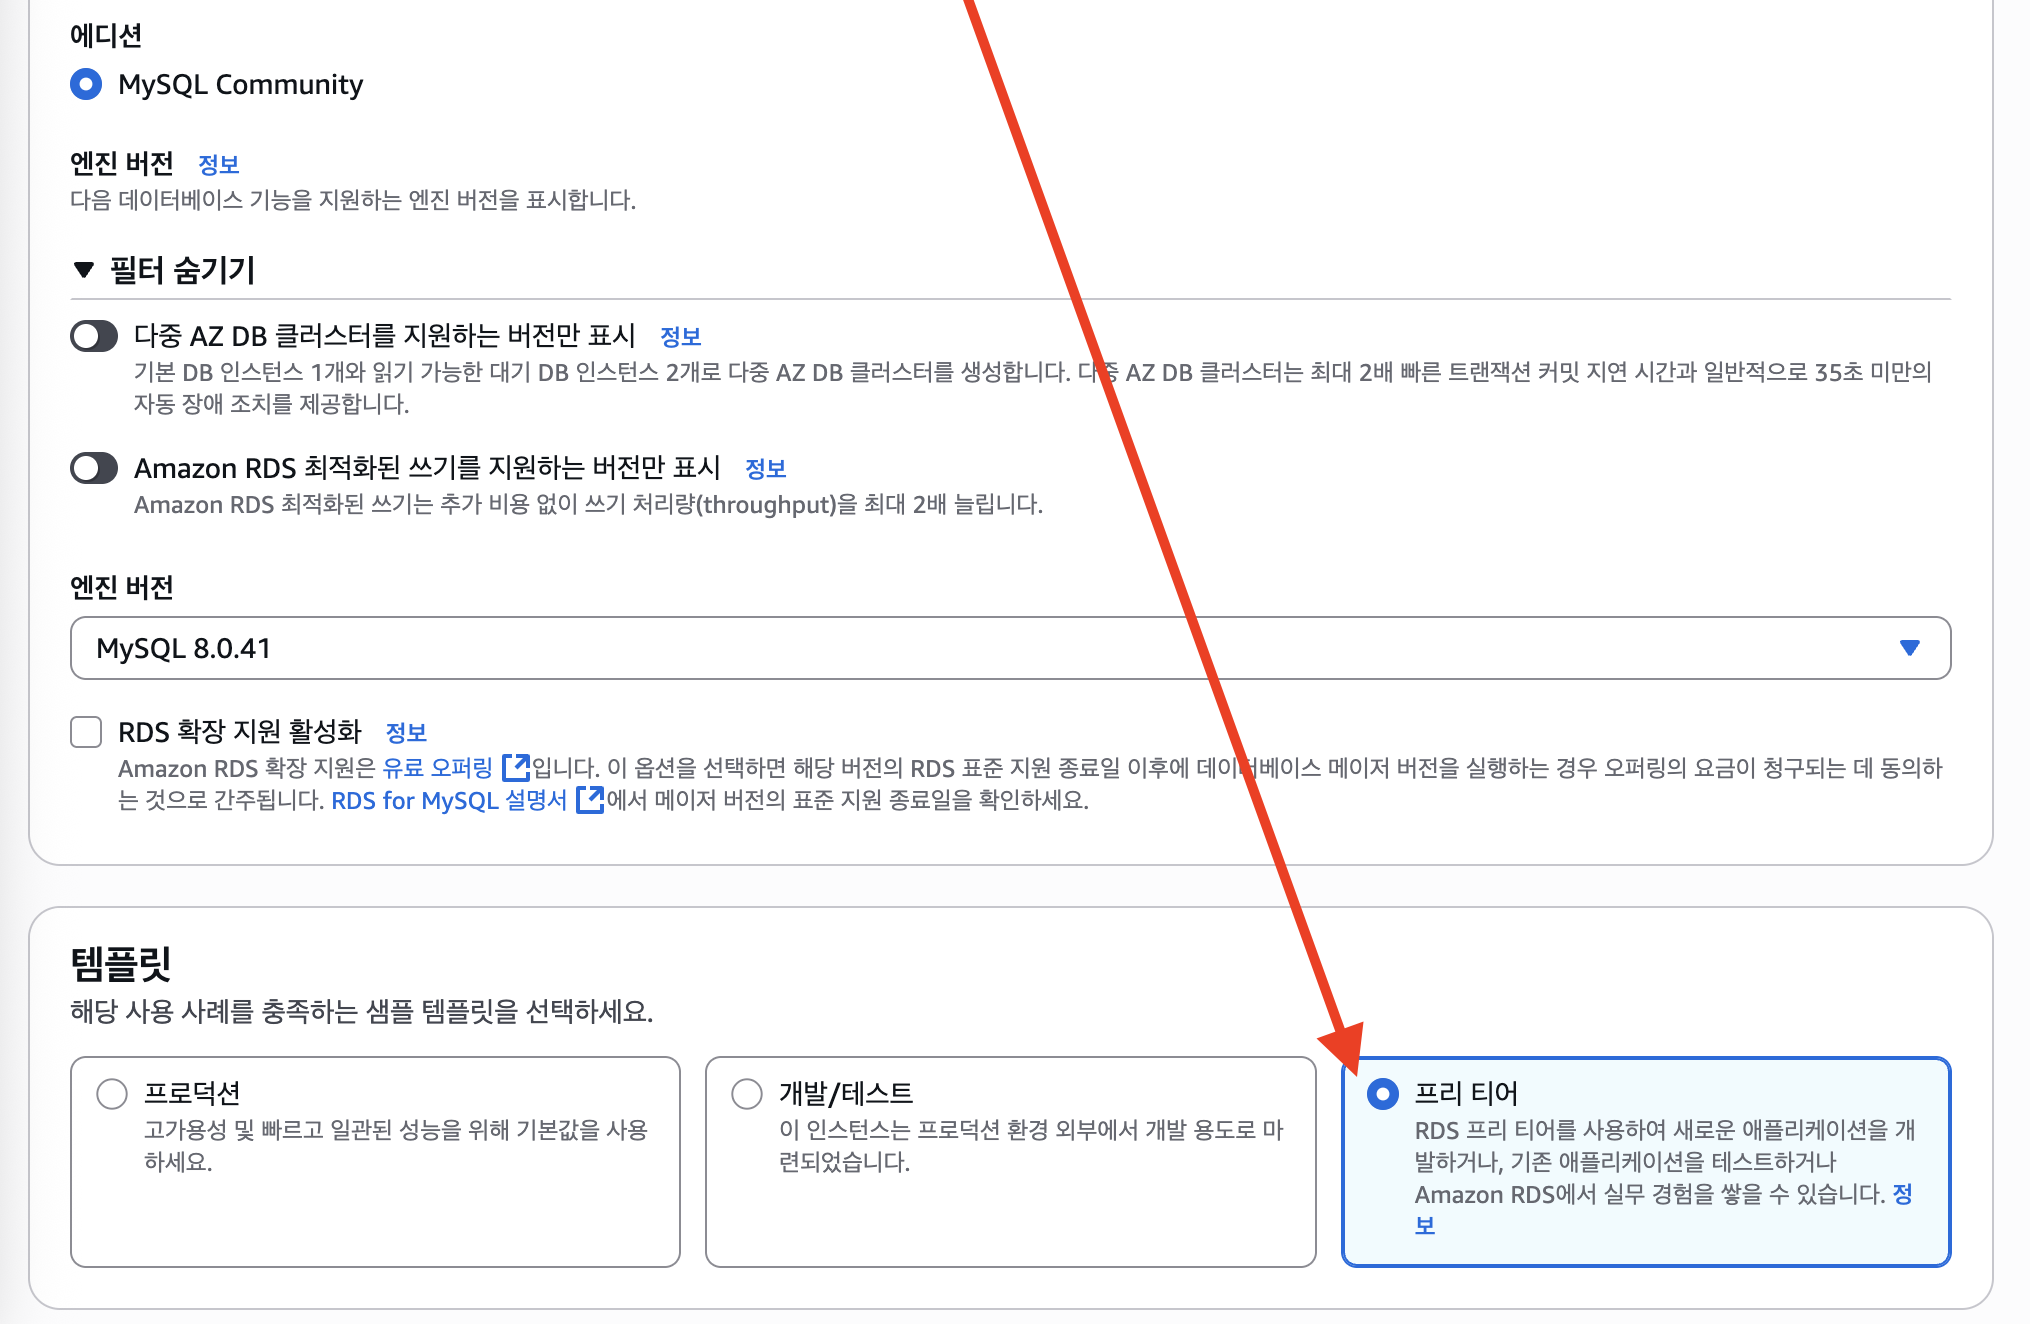 에디션
MySQL Community
엔진 버전 정보
다음 데이터베이스 기능을 지원하는 엔진 버전을 표시합니다.
필터 숨기기
다중 AZ DB 클러스터를 지원하는 버전만 표시 정보
기본 DB 인스턴스 1개와 읽기 가능한 대기 DB 인스턴스 2개로 다중 AZ DB 클러스터를 생성합니다. 다중 AZ DB 클러스터는 최대 2배 빠른 트랜잭션 커밋 지연 시간과 일반적으로 35초 미만의
자동 장애 조치를 제공합니다.
Amazon RDS 최적화된 쓰기를 지원하는 버전만 표시 정보
Amazon RDS 최적화된 쓰기는 추가 비용 없이 쓰기 처리량(throughput)을 최대 2배 늘립니다.
엔진 버전
MySQL 8.0.41
RDS 확장 지원 활성화 정보
Amazon RDS 확장 지원은 유료 오퍼링 입니다. 이 옵션을 선택하면 해당 버전의 RDS 표준 지원 종료일 이후에 데이터베이스 메이저 버전을 실행하는 경우 오퍼링의 요금이 청구되는 데 동의하
는 것으로 간주됩니다. RDS for MySQL 설명서 에서 메이저 버전의 표준 지원 종료일을 확인하세요.
템플릿
해당 사용 사례를 충족하는 샘플 템플릿을 선택하세요.
프로덕션
고가용성 및 빠르고 일관된 성능을 위해 기본값을 사용
하세요.
개발/테스트
이 인스턴스는 프로덕션 환경 외부에서 개발 용도로 마
련되었습니다.
프리 티어
RDS 프리 티어를 사용하여 새로운 애플리케이션을 개
발하거나, 기존 애플리케이션을 테스트하거나
Amazon RDS에서 실무 경험을 쌓을 수 있습니다. 정
보